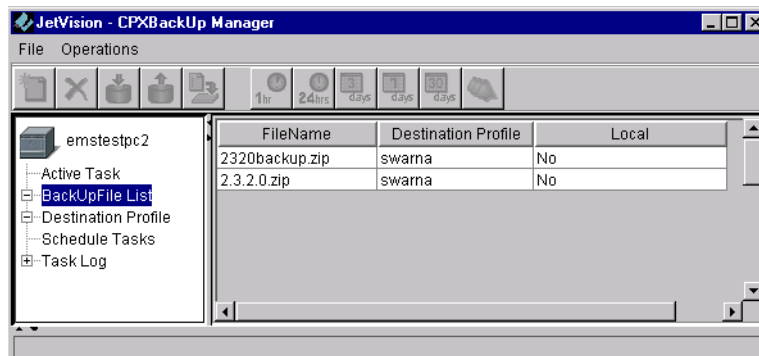 JetVision - CPXBackUp Manager
File Operations
1hr 24hrs 3 days 7 days 30 days
emstestpc2
Active Task
BackUpFile List
Destination Profile
Schedule Tasks
Task Log
FileName Destination Profile Local
2320backup.zip swarna No
2.3.2.0.zip swarna No